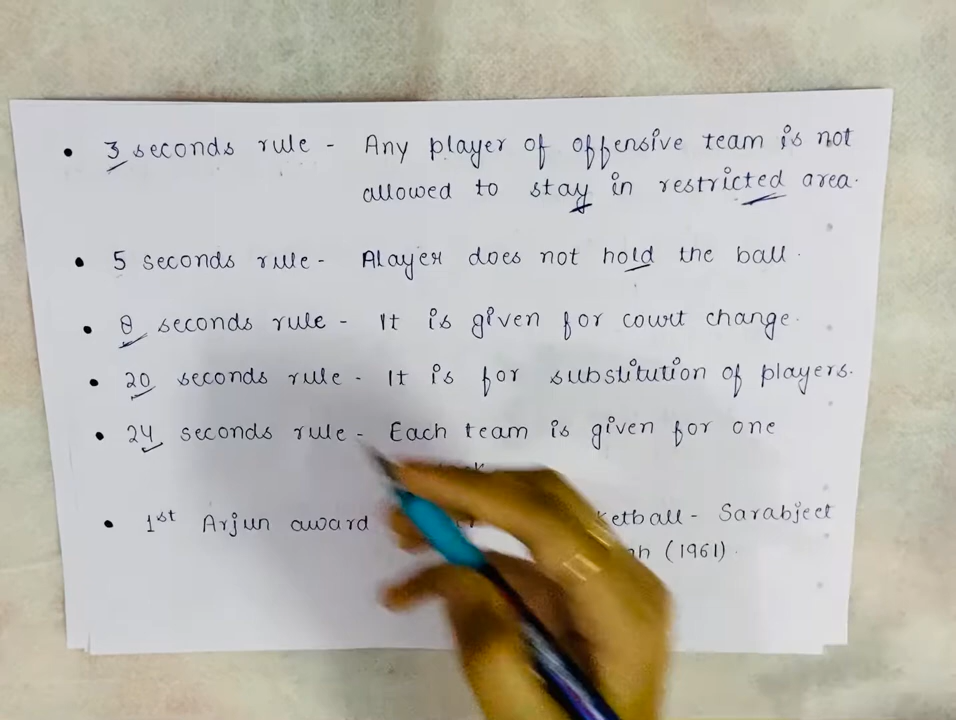 • 3 seconds rule - Any player of offensive team is not
allowed to stay in restricted area.
• 5 seconds rule - Alayer does not hold the ball.
• 8 seconds rule - It is given for court change.
• 20 seconds rule - It is for substitution of players.
• 24 seconds rule - Each team is given for one
• 1st Arjun award ketball - Sarabjeet
(1961).